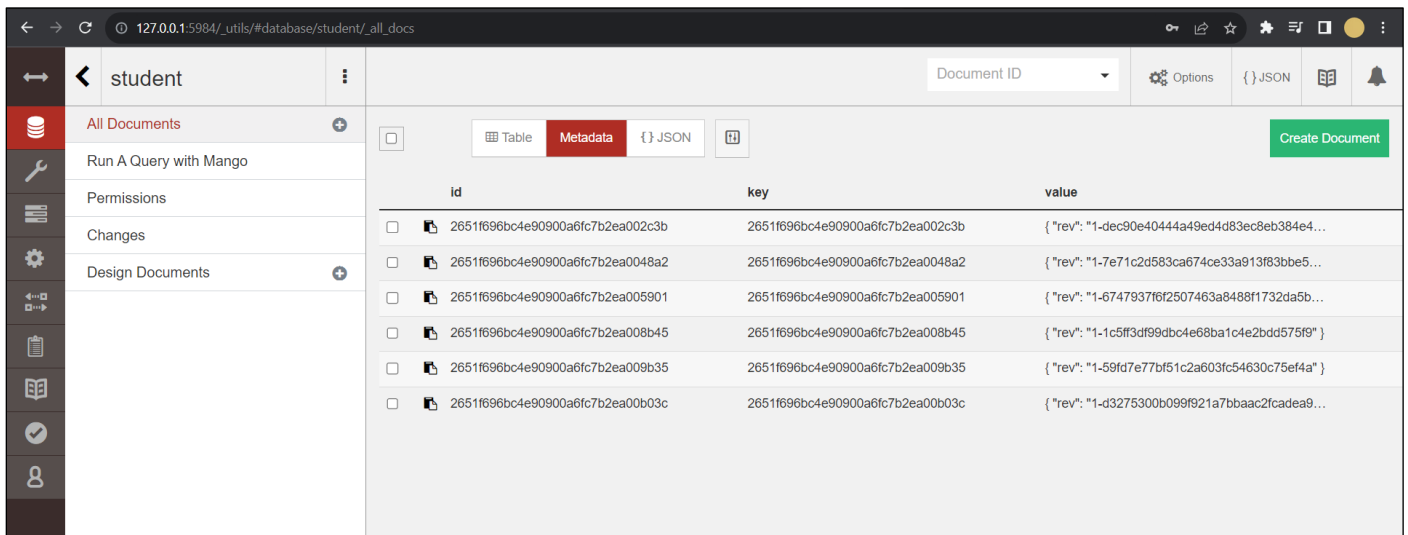 127.0.0.1:5984/_utils/#database/student/_all_docs
student
Document ID
Options
{ } JSON
All Documents
Run A Query with Mango
Permissions
Changes
Design Documents
Table
Metadata
{ } JSON
Create Document
id key value
2651f696bc4e90900a6fc7b2ea002c3b 2651f696bc4e90900a6fc7b2ea002c3b { "rev": "1-dec90e40444a49ed4d83ec8eb384e4...
2651f696bc4e90900a6fc7b2ea0048a2 2651f696bc4e90900a6fc7b2ea0048a2 { "rev": "1-7e71c2d583ca674ce33a913f83bbe5...
2651f696bc4e90900a6fc7b2ea005901 2651f696bc4e90900a6fc7b2ea005901 { "rev": "1-6747937f6f2507463a8488f1732da5b...
2651f696bc4e90900a6fc7b2ea008b45 2651f696bc4e90900a6fc7b2ea008b45 { "rev": "1-1c5ff3df99dbc4e68ba1c4e2bdd575f9" }
2651f696bc4e90900a6fc7b2ea009b35 2651f696bc4e90900a6fc7b2ea009b35 { "rev": "1-59fd7e77bf51c2a603fc54630c75ef4a" }
2651f696bc4e90900a6fc7b2ea00b03c 2651f696bc4e90900a6fc7b2ea00b03c { "rev": "1-d3275300b099f921a7bbaac2fcadea9...